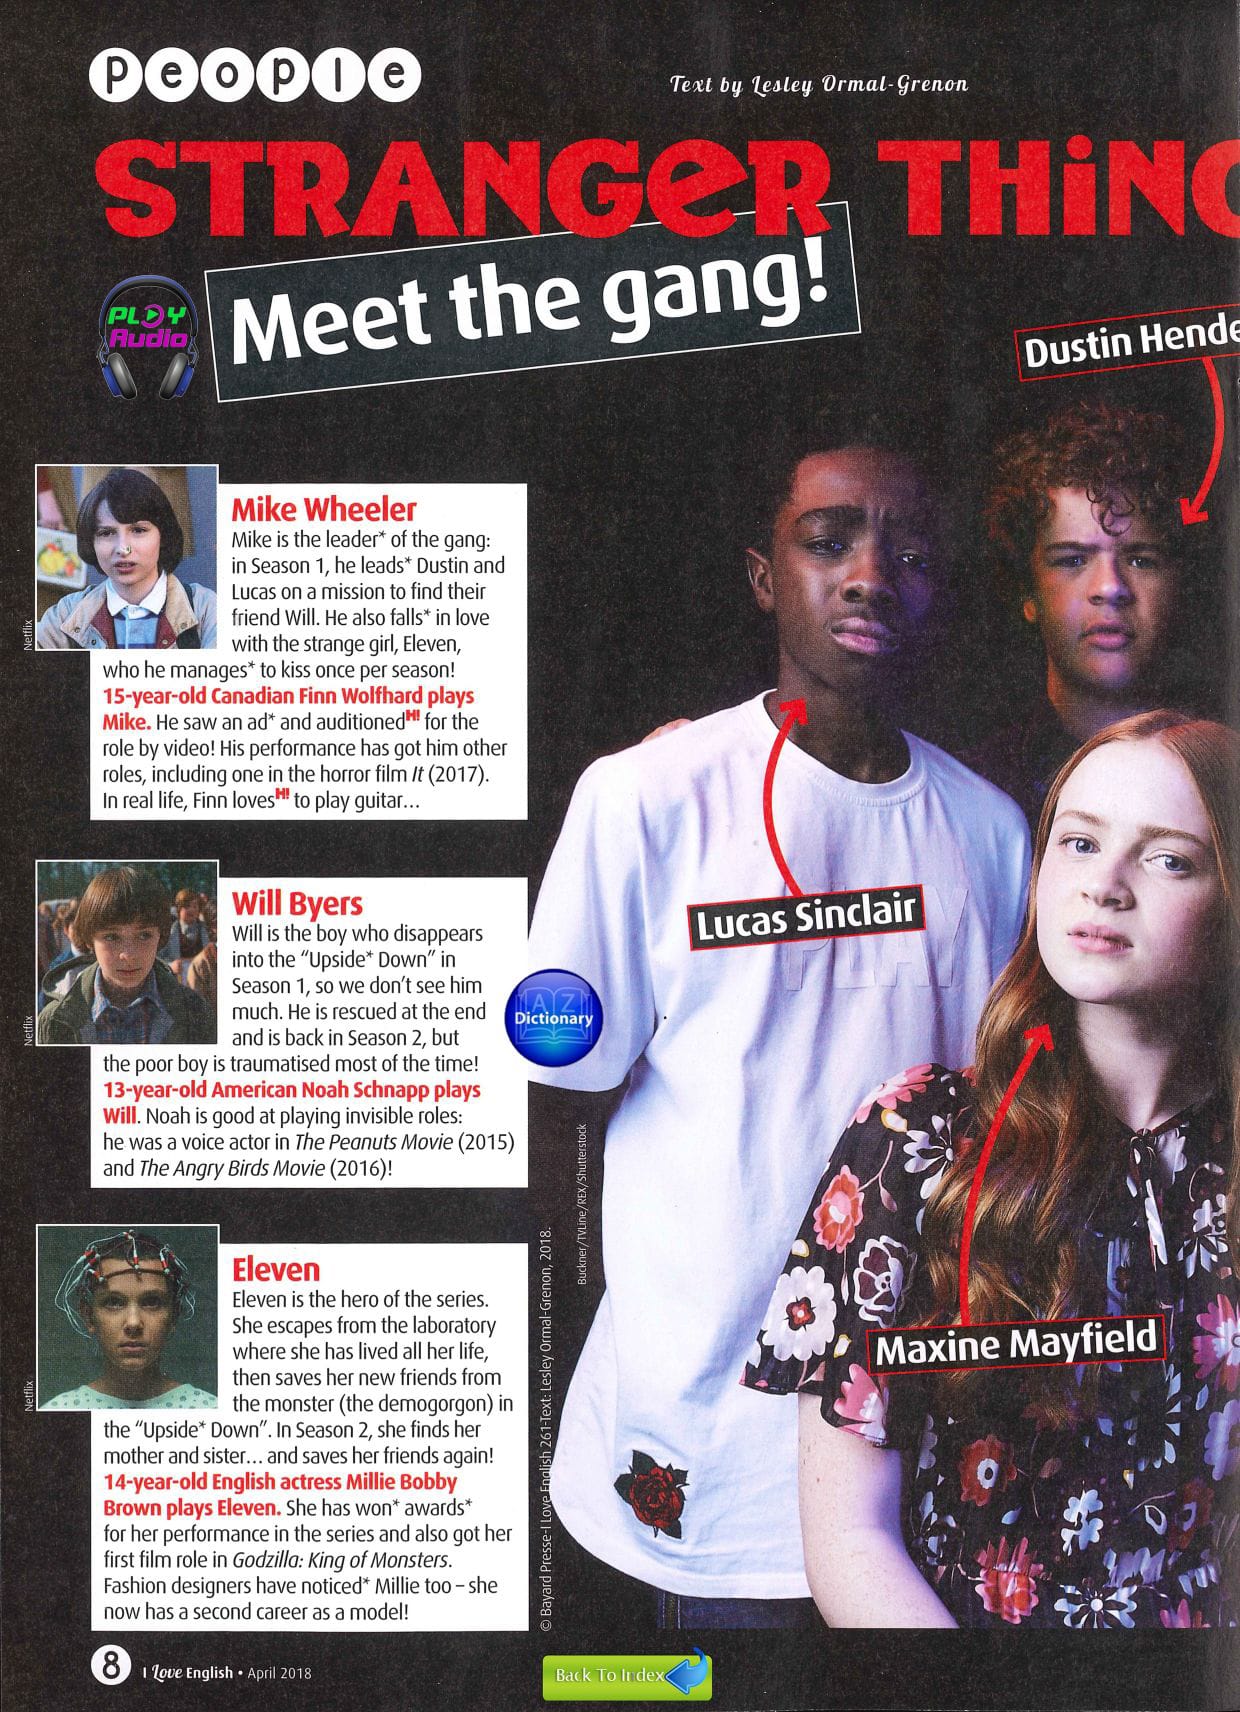 people
Text by Lesley Ormal-Grenon
STRANGER THING
Meet the gang!
PLAY
Audio
Dustin Hende
Netflix
Mike Wheeler
Mike is the leader* of the gang:
in Season 1, he leads* Dustin and
Lucas on a mission to find their
friend Will. He also falls* in love
with the strange girl, Eleven,
who he manages* to kiss once per season!
15-year-old Canadian Finn Wolfhard plays
Mike. He saw an ad* and auditionedH! for the
role by video! His performance has got him other
roles, including one in the horror film It (2017).
In real life, Finn lovesH! to play guitar…
Lucas Sinclair
PLAY
Netflix
Will Byers
Will is the boy who disappears
into the “Upside* Down” in
Season 1, so we don’t see him
much. He is rescued at the end
and is back in Season 2, but
the poor boy is traumatised most of the time!
13-year-old American Noah Schnapp plays
Will. Noah is good at playing invisible roles:
he was a voice actor in The Peanuts Movie (2015)
and The Angry Birds Movie (2016)!
A Z
Dictionary
Buckner/TVLine/REX/Shutterstock
Maxine Mayfield
Netflix
Eleven
Eleven is the hero of the series.
She escapes from the laboratory
where she has lived all her life,
then saves her new friends from
the monster (the demogorgon) in
the “Upside* Down”. In Season 2, she finds her
mother and sister… and saves her friends again!
14-year-old English actress Millie Bobby
Brown plays Eleven. She has won* awards*
for her performance in the series and also got her
first film role in Godzilla: King of Monsters.
Fashion designers have noticed* Millie too – she
now has a second career as a model!
© Bayard Presse-I Love English 261-Text: Lesley Ormal-Grenon, 2018.
8 I Love English • April 2018
Back To Index